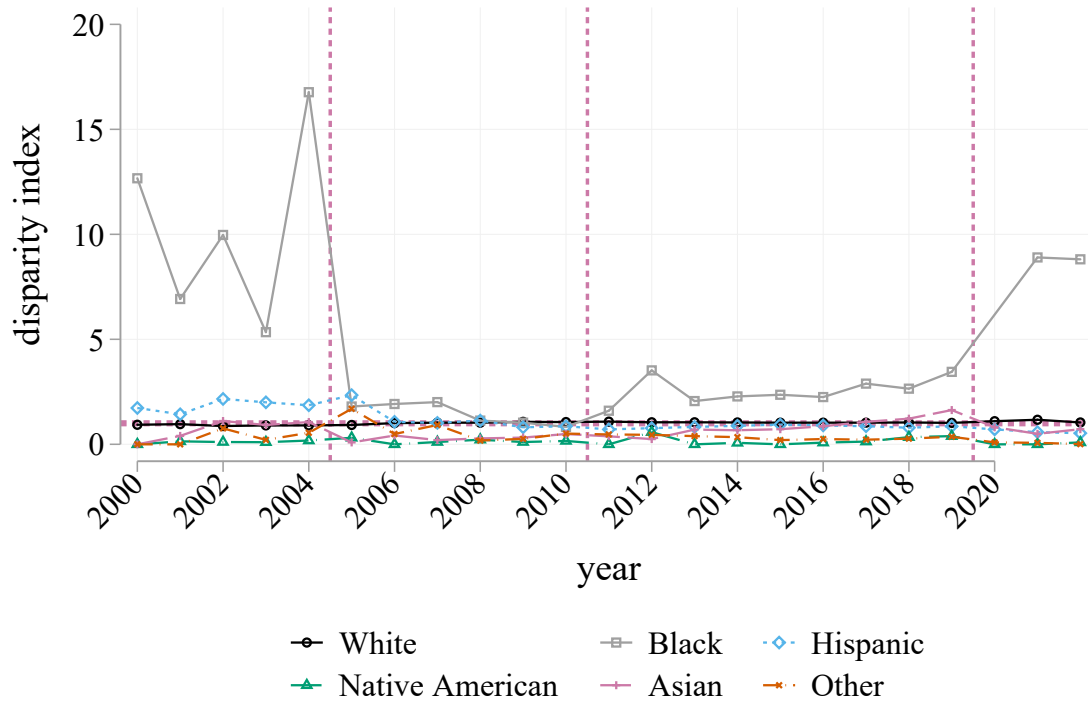 20
15
10
5
0
disparity index
2000
2002
2004
2006
2008
2010
2012
2014
2016
2018
2020
year
White
Black
Hispanic
Native American
Asian
Other